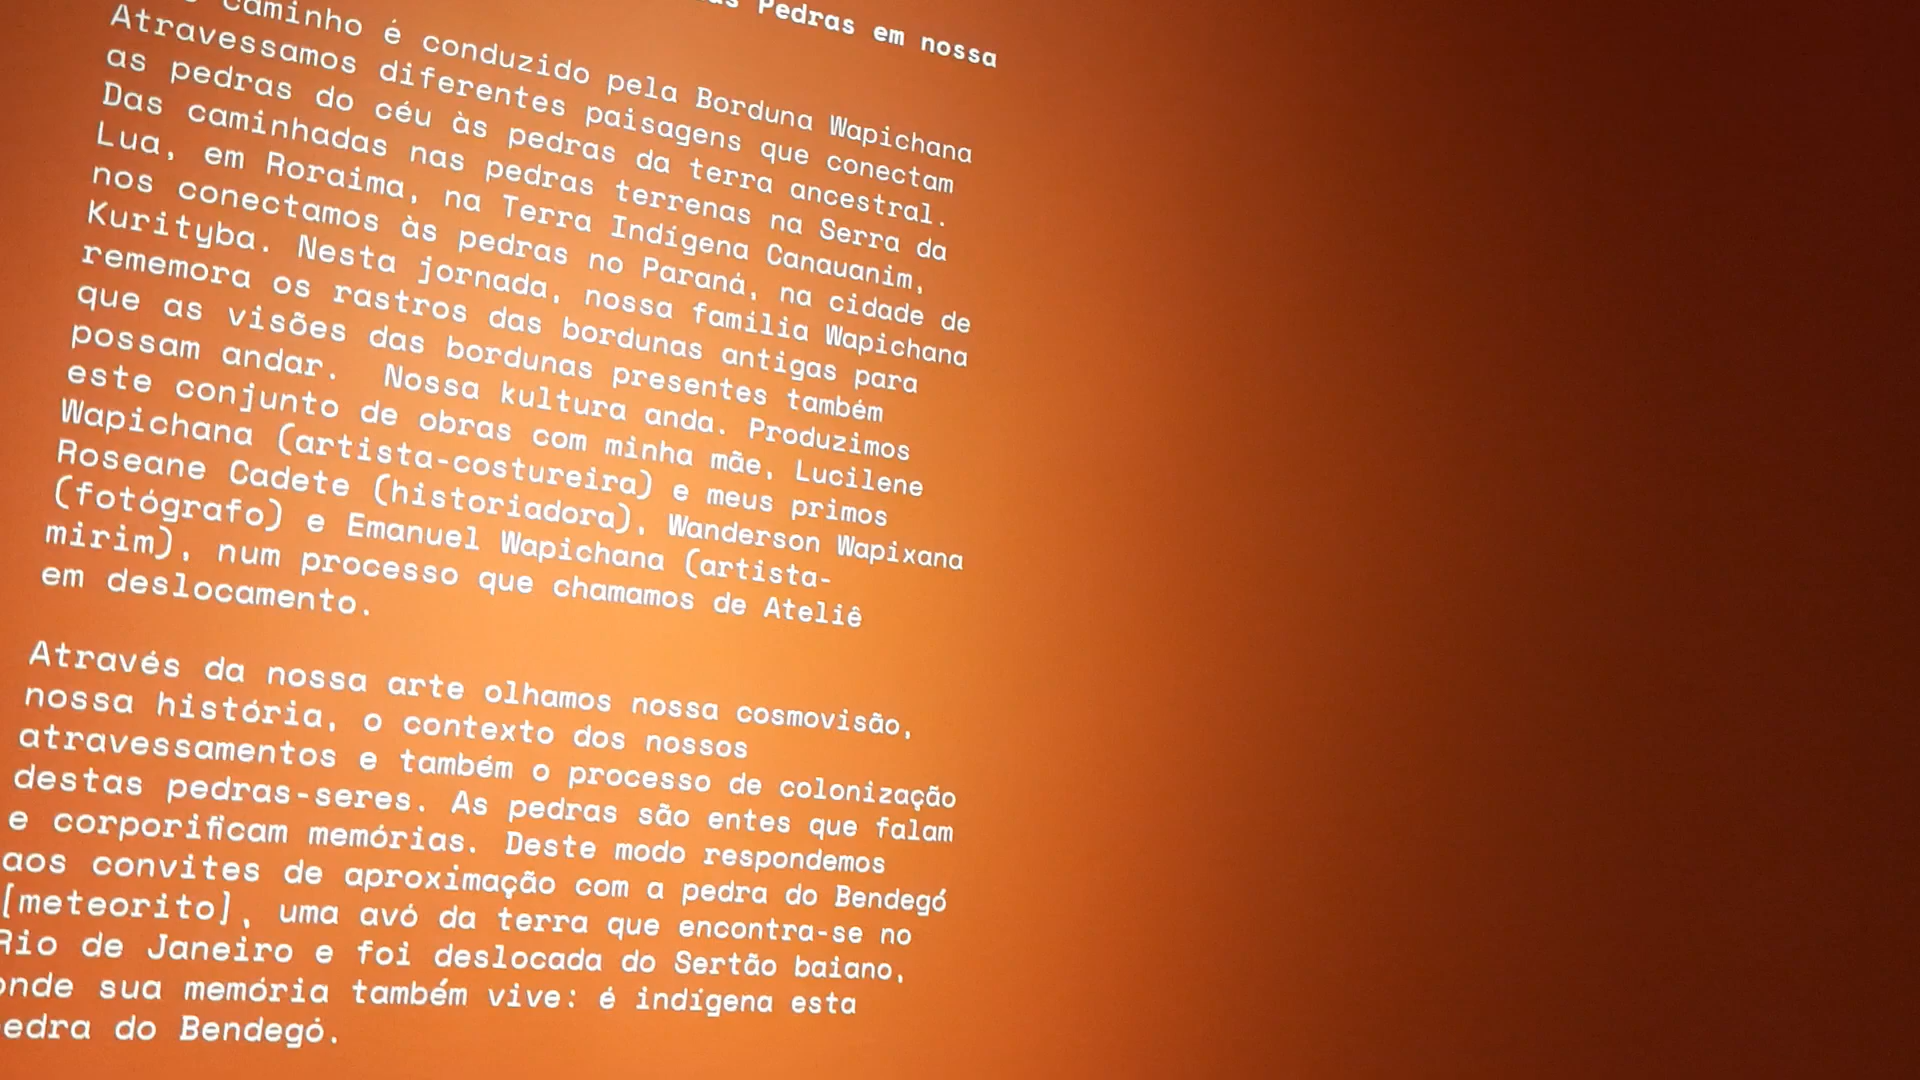 Pedras em nossa
caminho é conduzido pela Borduna Wapichana
Atravessamos diferentes paisagens que conectam
as pedras do céu às pedras da terra ancestral.
Das caminhadas nas pedras terrenas na Serra da
Lua, em Roraima, na Terra Indígena Canauanim,
nos conectamos às pedras no Paraná, na cidade de
Kurityba. Nesta jornada, nossa família Wapichana
rememora os rastros das bordunas antigas para
que as visões das bordunas presentes também
possam andar. Nossa kultura anda. Produzimos
este conjunto de obras com minha mãe, Lucilene
Wapichana (artista-costureira) e meus primos
Roseane Cadete (historiadora), Wanderson Wapixana
(fotógrafo) e Emanuel Wapichana (artista-
mirim), num processo que chamamos de Ateliê
em deslocamento.
Através da nossa arte olhamos nossa cosmovisão,
nossa história, o contexto dos nossos
atravessamentos e também o processo de colonização
destas pedras-seres. As pedras são entes que falam
e corporificam memórias. Deste modo respondemos
aos convites de aproximação com a pedra do Bendegó
[meteorito], uma avó da terra que encontra-se no
Rio de Janeiro e foi deslocada do Sertão baiano,
onde sua memória também vive: é indígena esta
edra do Bendegó.